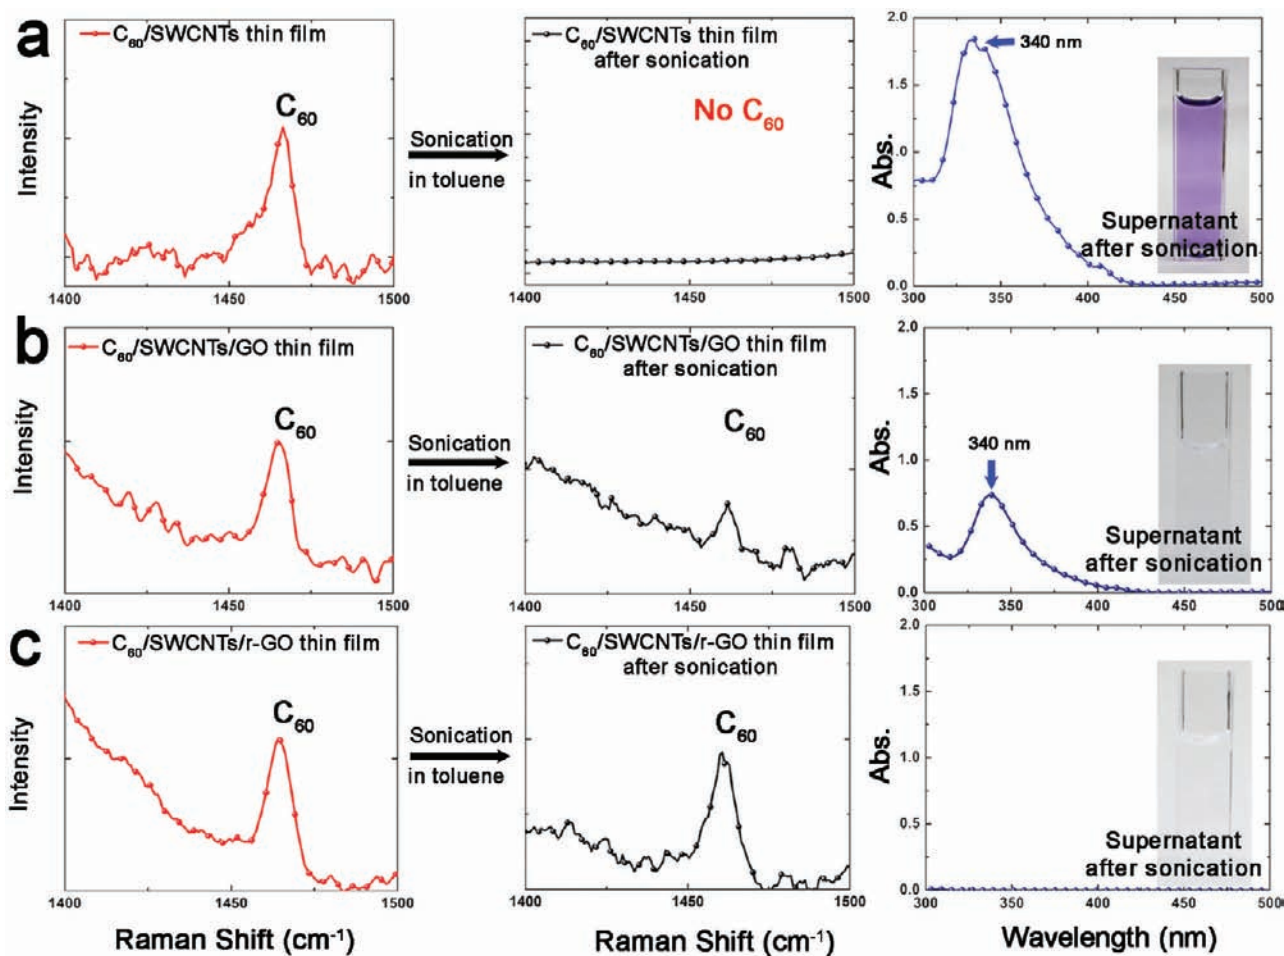 a
C60/SWCNTs thin film
C60
Intensity
1400
1450
1500
Sonication
in toluene
C60/SWCNTs thin film
after sonication
No C60
1400
1450
1500
340 nm
Abs.
2.0
1.5
1.0
0.5
0.0
Supernatant
after sonication
300
350
400
450
500
b
C60/SWCNTs/GO thin film
C60
Intensity
1400
1450
1500
Sonication
in toluene
C60/SWCNTs/GO thin film
after sonication
C60
1400
1450
1500
340 nm
Abs.
2.0
1.5
1.0
0.5
0.0
Supernatant
after sonication
300
350
400
450
500
c
C60/SWCNTs/r-GO thin film
C60
Intensity
1400
1450
1500
Sonication
in toluene
C60/SWCNTs/r-GO thin film
after sonication
C60
1400
1450
1500
Abs.
2.0
1.5
1.0
0.5
0.0
Supernatant
after sonication
300
350
400
450
500
Raman Shift (cm-1)
Raman Shift (cm-1)
Wavelength (nm)